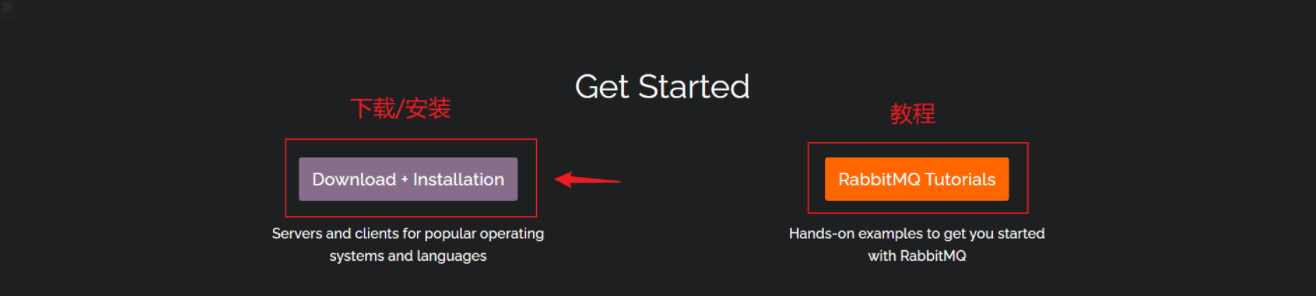 Get Started
下载/安装
教程
Download + Installation
RabbitMQ Tutorials
Servers and clients for popular operating
systems and languages
Hands-on examples to get you started
with RabbitMQ